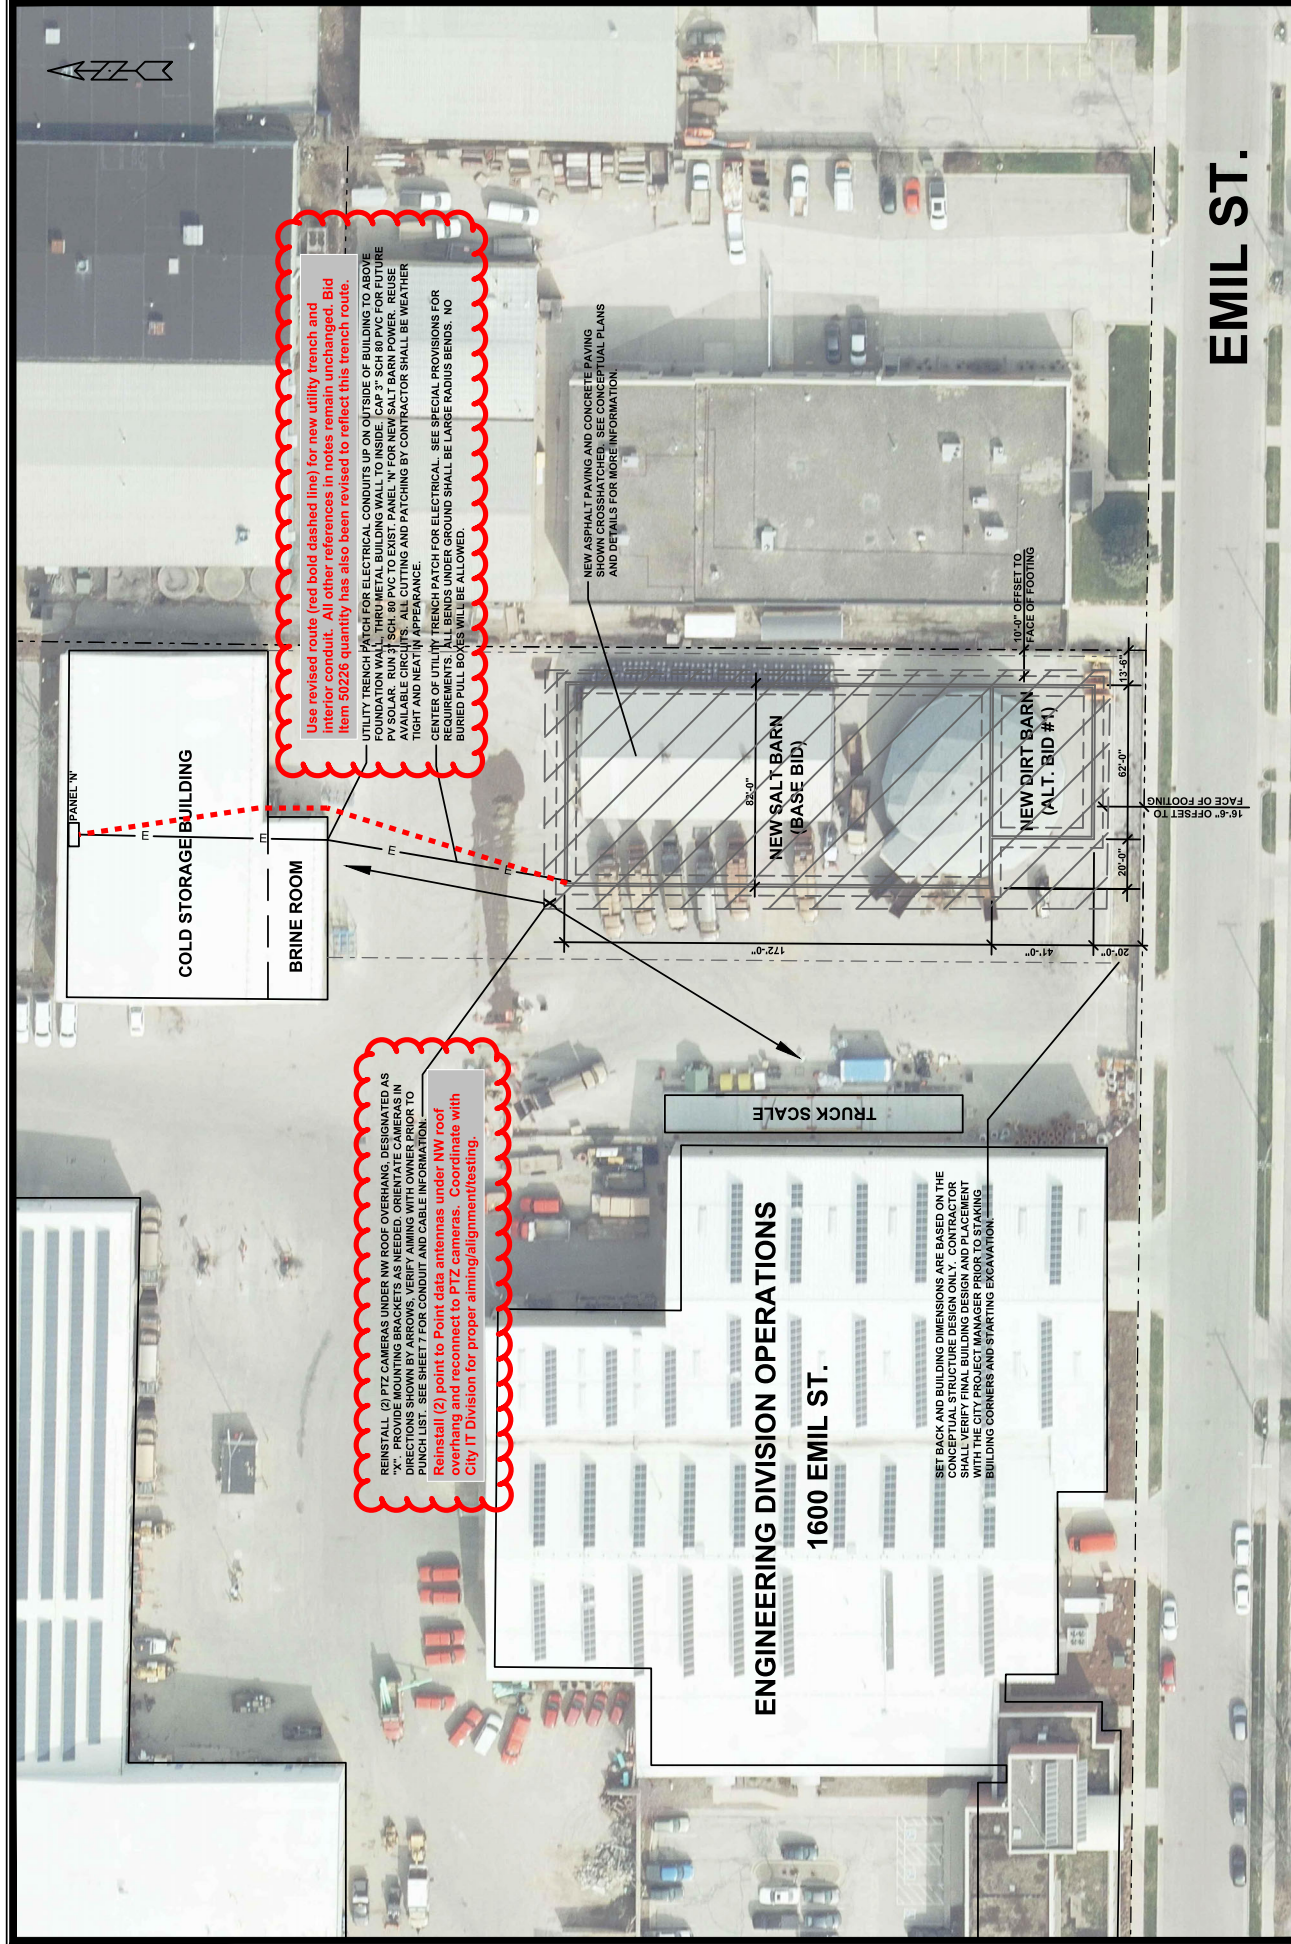 Use revised route (red bold dashed line) for new utility trench and
interior conduit. All other references in notes remain unchanged. Bid
Item 50226 quantity has also been revised to reflect this trench route.
UTILITY TRENCH PATCH FOR ELECTRICAL CONDUITS UP ON OUTSIDE OF BUILDING TO ABOVE
FOUNDATION WALL, THRU METAL BUILDING WALL TO INSIDE. CAP 3" SCH 80 PVC FOR FUTURE
PV SOLAR. RUN 3" SCH. 80 PVC TO EXIST. PANEL 'N' FOR NEW SALT BARN POWER. REUSE
AVAILABLE CIRCUITS. ALL CUTTING AND PATCHING BY CONTRACTOR SHALL BE WEATHER
TIGHT AND NEAT IN APPEARANCE.
CENTER OF UTILITY TRENCH PATCH FOR ELECTRICAL. SEE SPECIAL PROVISIONS FOR
REQUIREMENTS. ALL BENDS UNDER GROUND SHALL BE LARGE RADIUS BENDS. NO
BURIED PULL BOXES WILL BE ALLOWED.
PANEL 'N'
COLD STORAGE BUILDING
BRINE ROOM
E
E
E
E
NEW ASPHALT PAVING AND CONCRETE PAVING
SHOWN CROSSHATCHED. SEE CONCEPTUAL PLANS
AND DETAILS FOR MORE INFORMATION.
REINSTALL (2) PTZ CAMERAS UNDER NW ROOF OVERHANG, DESIGNATED AS
"X". PROVIDE MOUNTING BRACKETS AS NEEDED. ORIENTATE CAMERAS IN
DIRECTIONS SHOWN BY ARROWS, VERIFY AIMING WITH OWNER PRIOR TO
PUNCH LIST. SEE SHEET 7 FOR CONDUIT AND CABLE INFORMATION.
Reinstall (2) point to Point data antennas under NW roof
overhang and reconnect to PTZ cameras. Coordinate with
City IT Division for proper aiming/alignment/testing.
X
82'-0"
NEW SALT BARN
(BASE BID)
172'-0"
NEW DIRT BARN
(ALT. BID #1)
10'-0" OFFSET TO
FACE OF FOOTING
13'-6"
62'-0"
20'-0"
41'-0"
20'-0"
16'-6" OFFSET TO
FACE OF FOOTING
TRUCK SCALE
ENGINEERING DIVISION OPERATIONS
1600 EMIL ST.
SET BACK AND BUILDING DIMENSIONS ARE BASED ON THE
CONCEPTUAL STRUCTURE DESIGN ONLY. CONTRACTOR
SHALL VERIFY FINAL BUILDING DESIGN AND PLACEMENT
WITH THE CITY PROJECT MANAGER PRIOR TO STAKING
BUILDING CORNERS AND STARTING EXCAVATION.
EMIL ST.